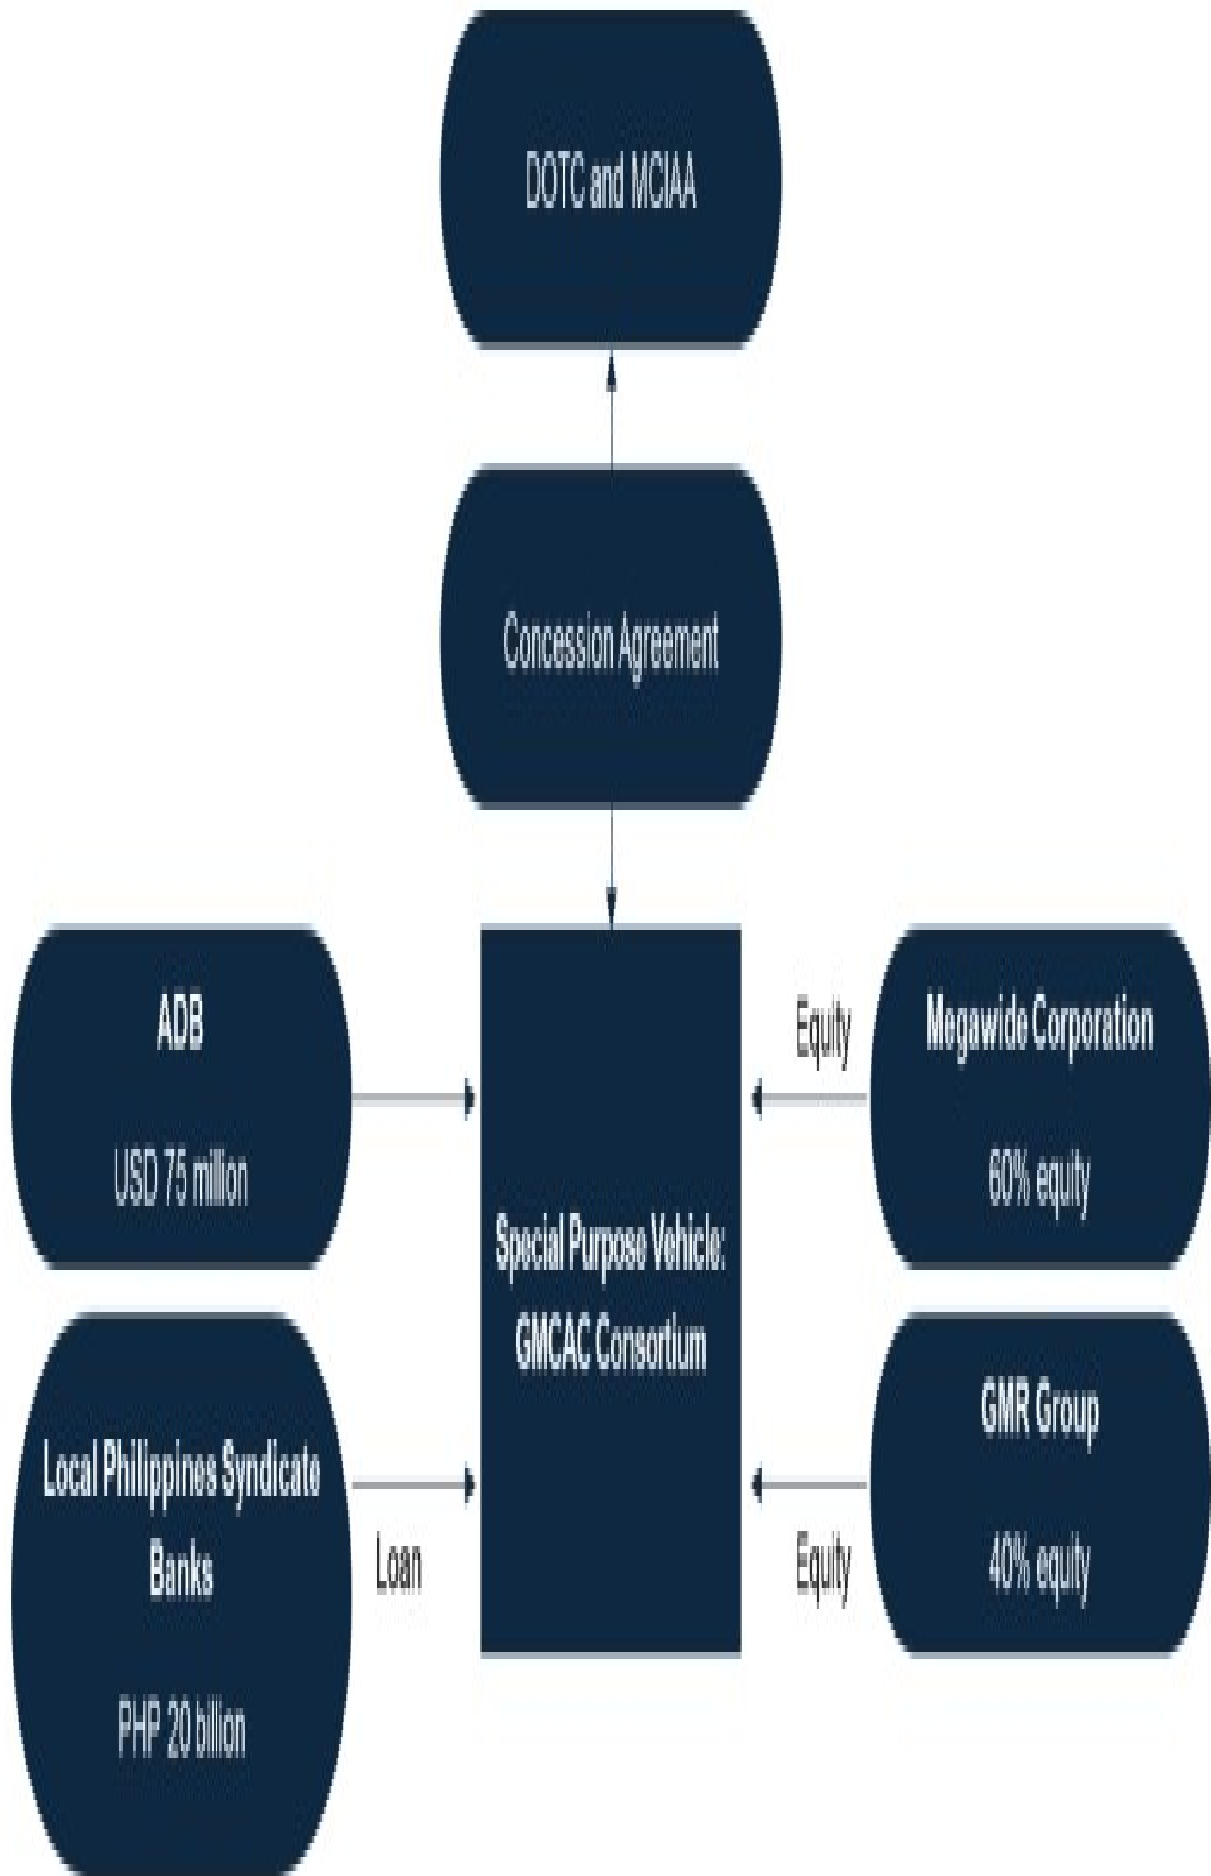 DOTC and MCIAA
Concession Agreement
ADB
USD 75 million
Local Philippines Syndicate
Banks
PHP 20 billion
Loan
Special Purpose Vehicle:
GMCAC Consortium
Equity
Megawide Corporation
60% equity
GMR Group
40% equity
Equity